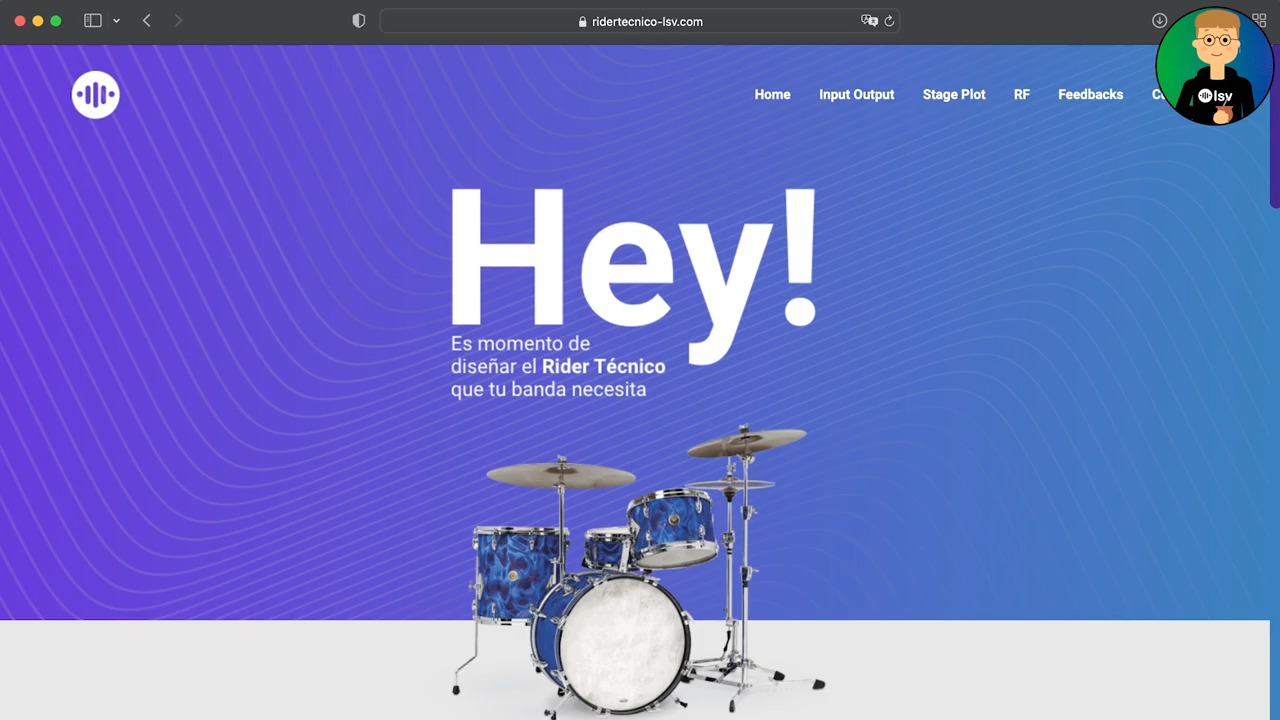 ridertecnico-lsv.com
Home Input Output Stage Plot RF Feedbacks
lsv
Hey!
Es momento de
diseñar el Rider Técnico
que tu banda necesita